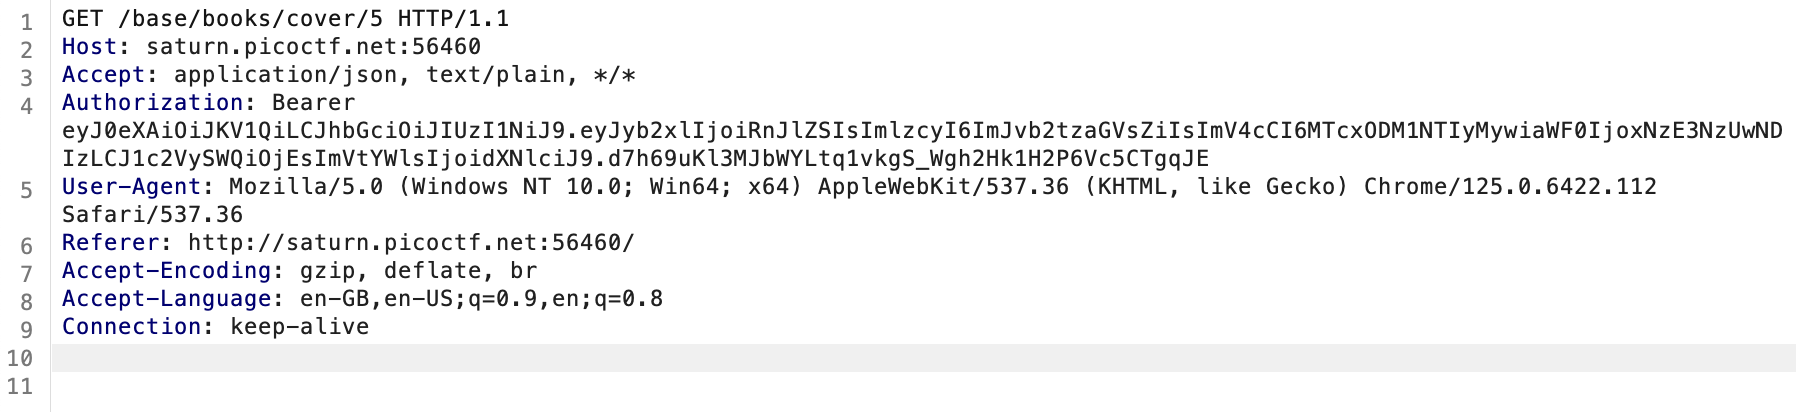 1 GET /base/books/cover/5 HTTP/1.1
2 Host: saturn.picoctf.net:56460
3 Accept: application/json, text/plain, */*
4 Authorization: Bearer
eyJ0eXAiOiJKV1QiLCJhbGciOiJIUzI1NiJ9.eyJyb2xlIjoiRnJlZSIsImlzcyI6ImJvb2tzaGVsZiIsImV4cCI6MTcxODM1NTIyMywiaWF0IjoxNzE3NzUwND
IzLCJ1c2VySWQiOjEsImVtYWlsIjoidXNlciJ9.d7h69uKl3MJbWYLtq1vkgS_Wgh2Hk1H2P6Vc5CTgqJE
5 User-Agent: Mozilla/5.0 (Windows NT 10.0; Win64; x64) AppleWebKit/537.36 (KHTML, like Gecko) Chrome/125.0.6422.112
Safari/537.36
6 Referer: http://saturn.picoctf.net:56460/
7 Accept-Encoding: gzip, deflate, br
8 Accept-Language: en-GB,en-US;q=0.9,en;q=0.8
9 Connection: keep-alive
10
11